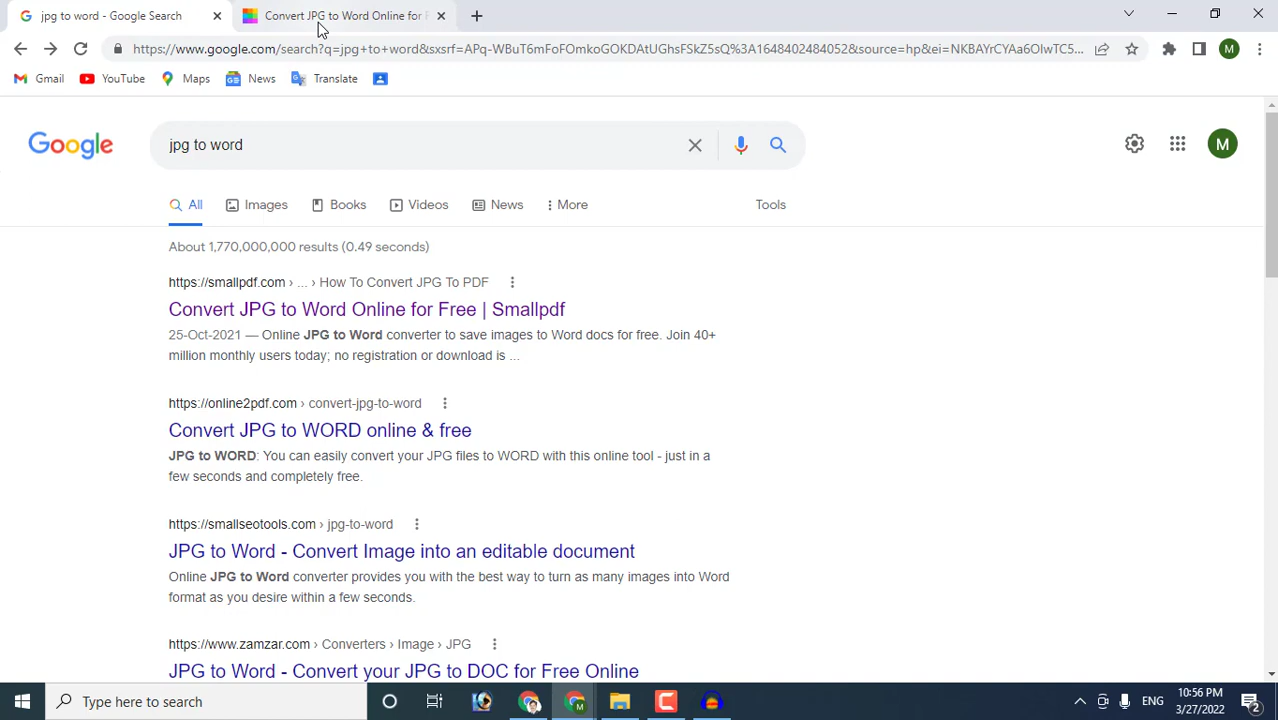 jpg to word - Google Search
Convert JPG to Word Online for F
https://www.google.com/search?q=jpg+to+word&sxsrf=APq-WBuT6mFoFOmkoGOKDAtUGhsFSkZ5sQ%3A1648402484052&source=hp&ei=NKBAYrCYAa6OlwTC5...
M
Gmail
YouTube
Maps
News
Translate
Google
jpg to word
M
All
Images
Books
Videos
News
More
Tools
About 1,770,000,000 results (0.49 seconds)
https://smallpdf.com › ... › How To Convert JPG To PDF
Convert JPG to Word Online for Free | Smallpdf
25-Oct-2021 — Online JPG to Word converter to save images to Word docs for free. Join 40+
million monthly users today; no registration or download is ...
https://online2pdf.com › convert-jpg-to-word
Convert JPG to WORD online & free
JPG to WORD: You can easily convert your JPG files to WORD with this online tool - just in a
few seconds and completely free.
https://smallseotools.com › jpg-to-word
JPG to Word - Convert Image into an editable document
Online JPG to Word converter provides you with the best way to turn as many images into Word
format as you desire within a few seconds.
https://www.zamzar.com › Converters › Image › JPG
JPG to Word - Convert your JPG to DOC for Free Online
Type here to search
M
ENG
10:56 PM
3/27/2022
2